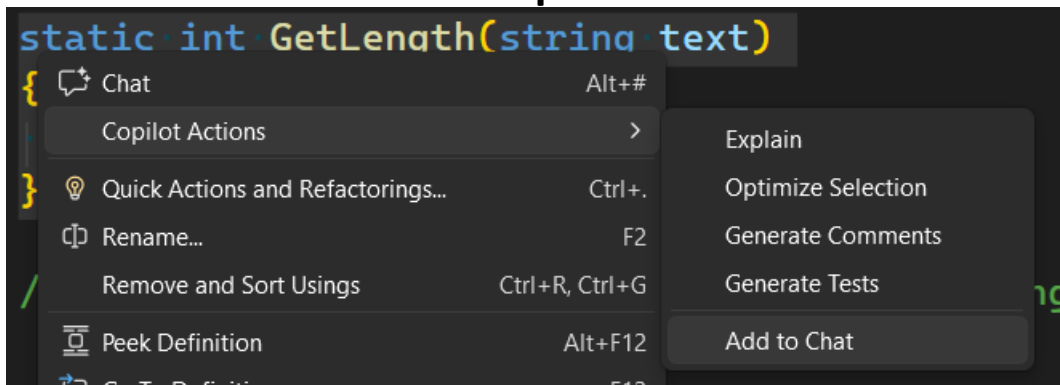 static int GetLength(string text)
{
Chat Alt+#
Copilot Actions >
}
Quick Actions and Refactorings... Ctrl+.
Rename... F2
/
Remove and Sort Usings Ctrl+R, Ctrl+G
Peek Definition Alt+F12
Explain
Optimize Selection
Generate Comments
Generate Tests
Add to Chat